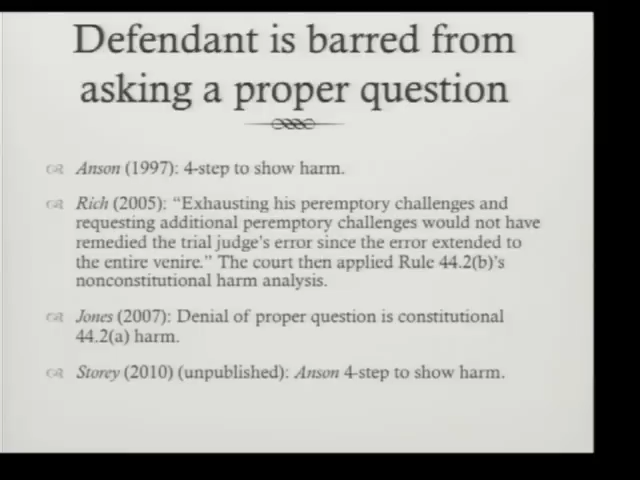 Defendant is barred from
asking a proper question
Anson (1997): 4-step to show harm.
Rich (2005): “Exhausting his peremptory challenges and
requesting additional peremptory challenges would not have
remedied the trial judge’s error since the error extended to
the entire venire.” The court then applied Rule 44.2(b)’s
nonconstitutional harm analysis.
Jones (2007): Denial of proper question is constitutional
44.2(a) harm.
Storey (2010) (unpublished): Anson 4-step to show harm.